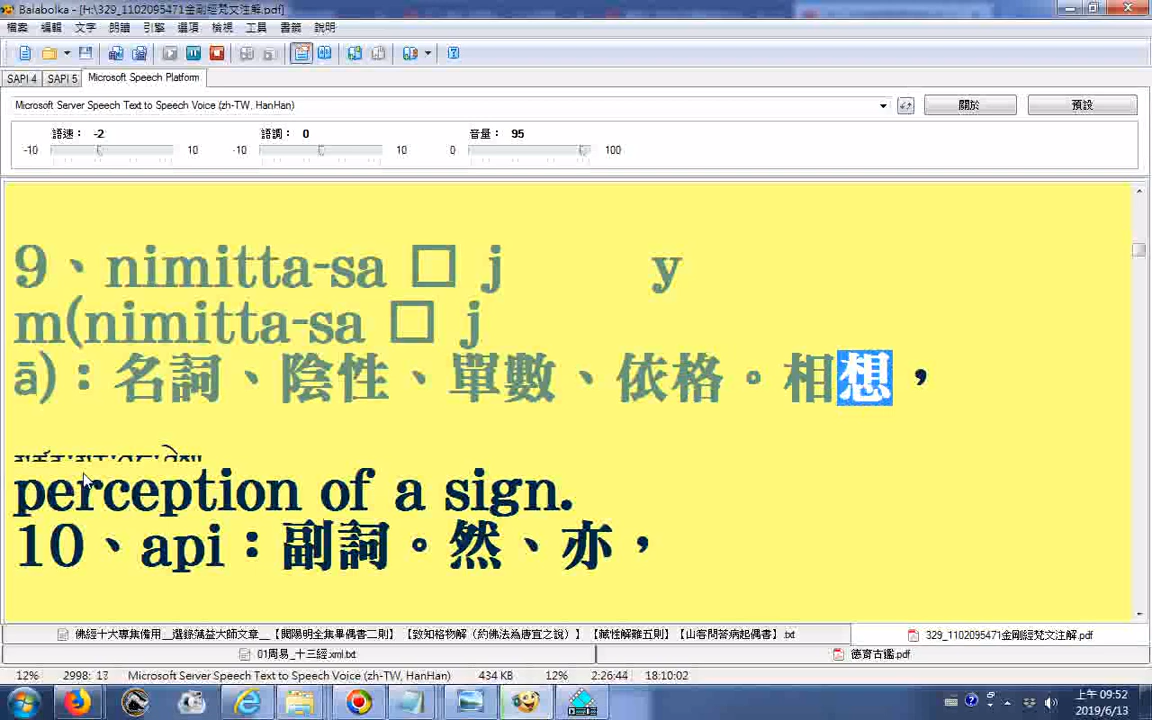 Balabolka - [H:\329_1102095471金剛經梵文注解.pdf]
檔案 編輯 文字 朗讀 引擎 選項 檢視 工具 書籤 說明
SAPI 4 SAPI 5 Microsoft Speech Platform
Microsoft Server Speech Text to Speech Voice (zh-TW, HanHan) 關於 預設
語速： -2 語調： 0 音量： 95
-10 10 -10 10 0 100
9、nimitta-sa □ j y
m(nimitta-sa □ j
ā)：名詞、陰性、單數、依格。相想，
perception of a sign.
10、api：副詞。然、亦，
佛經十大專集備用__選錄蕅益大師文章__【閱陽明全集畢偶書二則】【致知格物解（約佛法為唐宜之說）】【緘性解難五則】【山客問答病起偶書】.txt 329_1102095471金剛經梵文注解.pdf
01周易_十三經.xml.txt 德育古鑑.pdf
12% 2998: 13 Microsoft Server Speech Text to Speech Voice (zh-TW, HanHan) 434 KB 12% 2:26:44 18:10:02
上午 09:52
2019/6/13